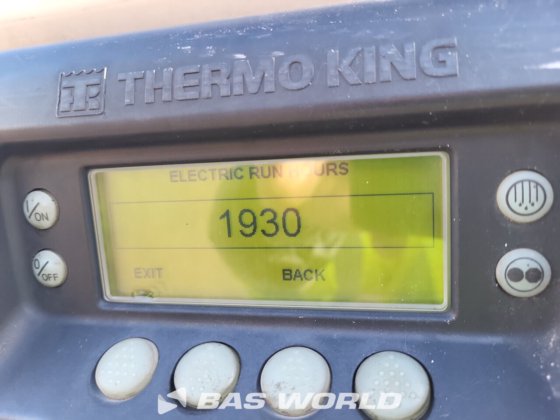 THERMO KING
ELECTRIC RUN HOURS
1930
EXIT BACK
I/ON
0/OFF
BAS WORLD